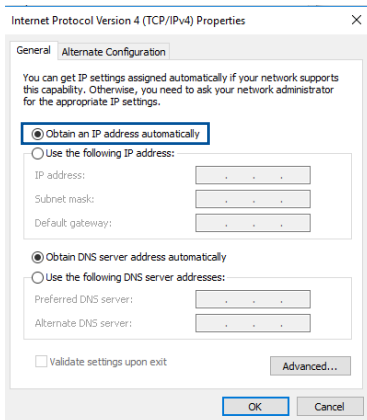 Internet Protocol Version 4 (TCP/IPv4) Properties
General
Alternate Configuration
You can get IP settings assigned automatically if your network supports
this capability. Otherwise, you need to ask your network administrator
for the appropriate IP settings.
Obtain an IP address automatically
Use the following IP address:
IP address:
Subnet mask:
Default gateway:
Obtain DNS server address automatically
Use the following DNS server addresses:
Preferred DNS server:
Alternate DNS server:
Validate settings upon exit
Advanced...
OK
Cancel